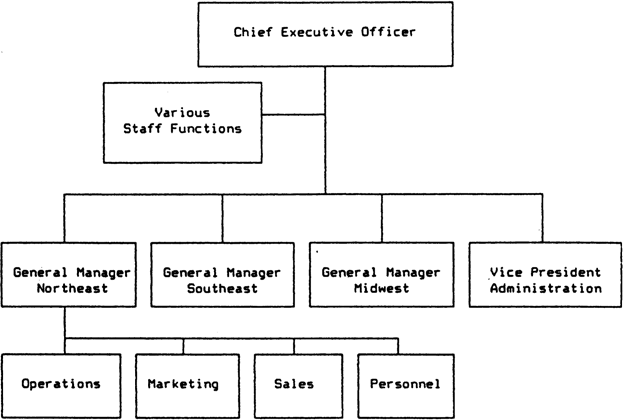 Chief Executive Officer
Various
Staff Functions
General Manager
Northeast
General Manager
Southeast
General Manager
Midwest
Vice President
Administration
Operations
Marketing
Sales
Personnel